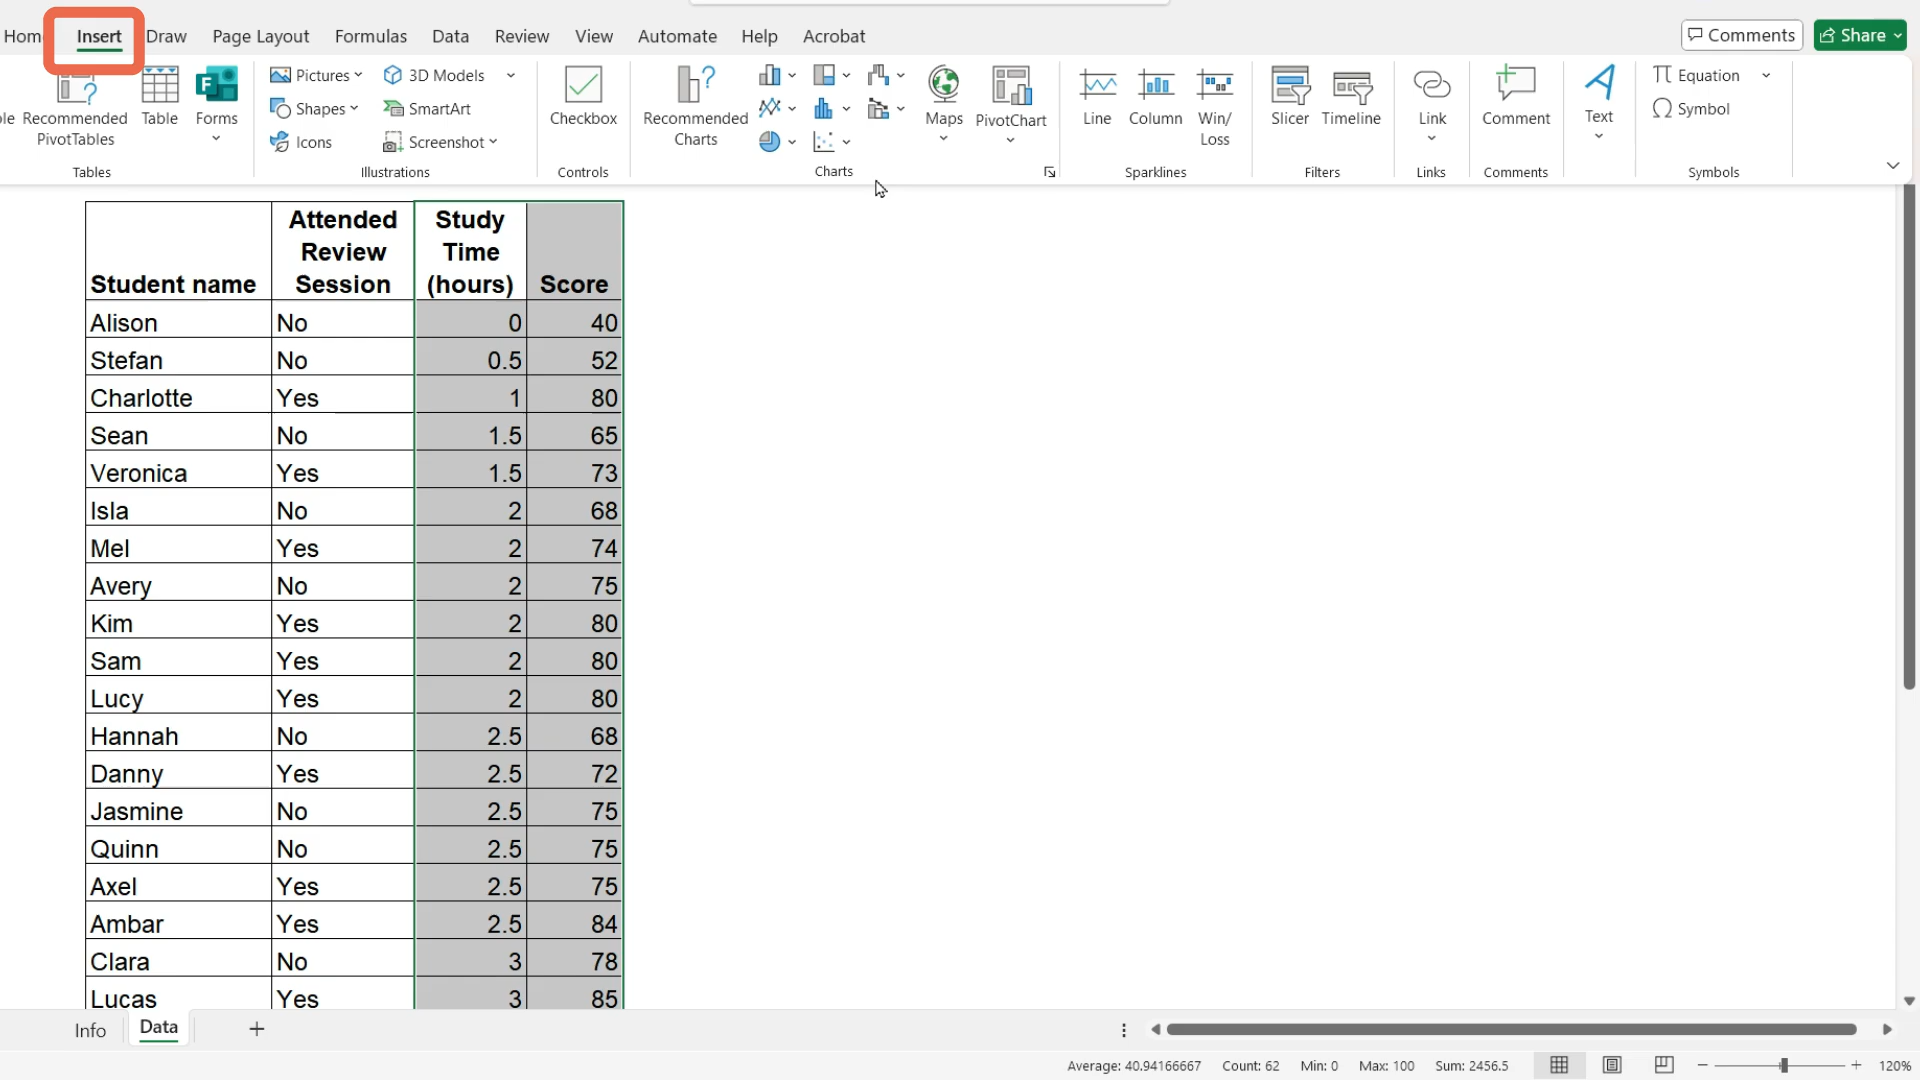 Home Insert Draw Page Layout Formulas Data Review View Automate Help Acrobat Comments Share
Recommended PivotTables
Table
Forms
Tables
Pictures
Shapes
Icons
3D Models
SmartArt
Screenshot
Illustrations
Checkbox
Controls
Recommended Charts
Maps
PivotChart
Charts
Line
Column
Win/
Loss
Sparklines
Slicer
Timeline
Filters
Link
Links
Comment
Comments
Text
Equation
Symbol
Symbols
Student name Attended Review Session Study Time (hours) Score
Alison No 0 40
Stefan No 0.5 52
Charlotte Yes 1 80
Sean No 1.5 65
Veronica Yes 1.5 73
Isla No 2 68
Mel Yes 2 74
Avery No 2 75
Kim Yes 2 80
Sam Yes 2 80
Lucy Yes 2 80
Hannah No 2.5 68
Danny Yes 2.5 72
Jasmine No 2.5 75
Quinn No 2.5 75
Axel Yes 2.5 75
Ambar Yes 2.5 84
Clara No 3 78
Lucas Yes 3 85
Info Data
Average: 40.94166667 Count: 62 Min: 0 Max: 100 Sum: 2456.5 120%